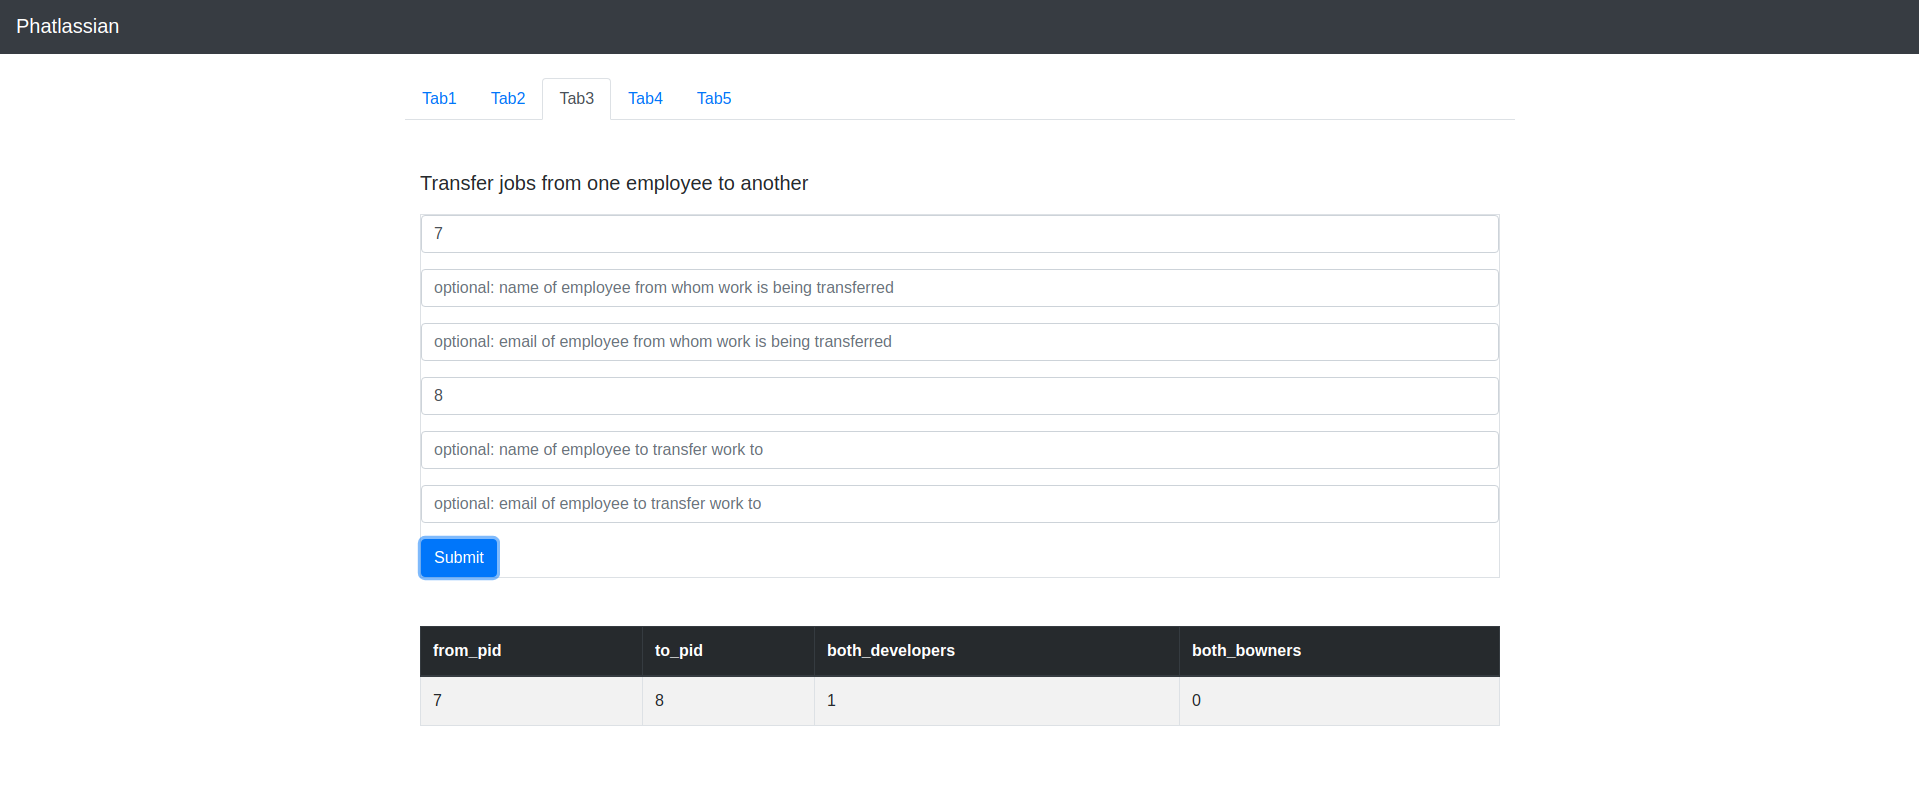 Phatlassian
Tab1 Tab2 Tab3 Tab4 Tab5
Transfer jobs from one employee to another
7
optional: name of employee from whom work is being transferred
optional: email of employee from whom work is being transferred
8
optional: name of employee to transfer work to
optional: email of employee to transfer work to
Submit
from_pid to_pid both_developers both_bowners
7 8 1 0